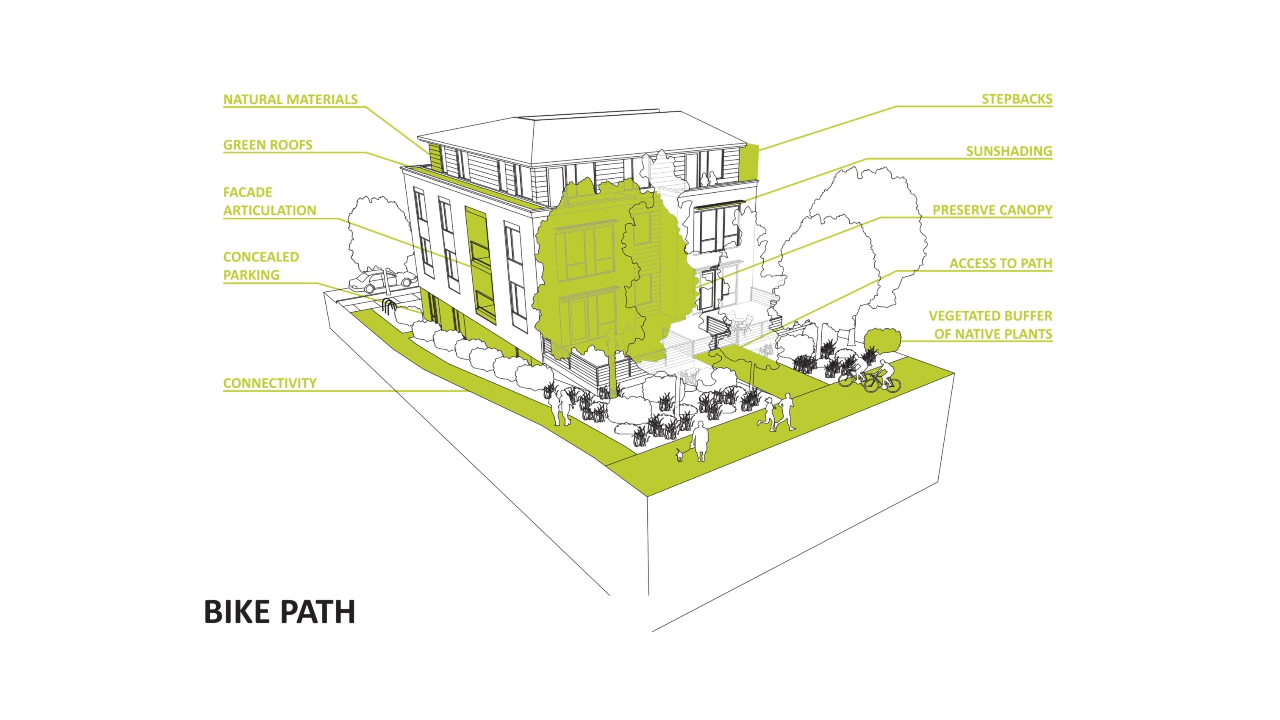 NATURAL MATERIALS
GREEN ROOFS
FACADE
ARTICULATION
CONCEALED
PARKING
CONNECTIVITY
STEPBACKS
SUNSHADING
PRESERVE CANOPY
ACCESS TO PATH
VEGETATED BUFFER
OF NATIVE PLANTS
BIKE PATH